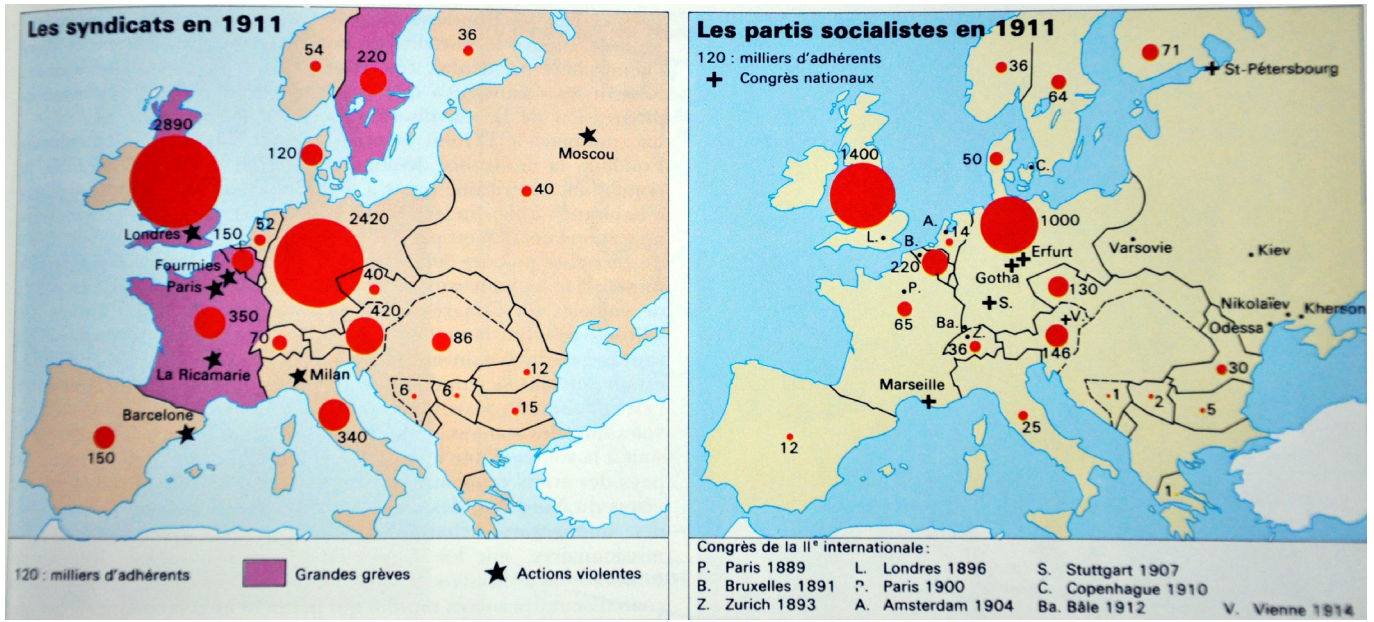 Les syndicats en 1911
54
36
220
2890
120
Moscou
40
52
2420
150
Londres
Fourmies
40
Paris
420
350
70
86
La Ricamarie
Milan
12
6
6
15
Barcelone
340
150
120 : milliers d'adhérents
Grandes grèves
Actions violentes
Les partis socialistes en 1911
120 : milliers d'adhérents
Congrès nationaux
36
71
St-Pétersbourg
64
1400
50
C.
A.
14
1000
L.
B.
Erfurt
Varsovie
Kiev
220
Gotha
P.
S.
130
Nikolaïev
Kherson
65
Ba.
V.
Odessa
Z.
36
146
30
Marseille
1
2
5
25
12
1
Congrès de la IIe internationale :
P. Paris 1889
B. Bruxelles 1891
Z. Zurich 1893
L. Londres 1896
P. Paris 1900
A. Amsterdam 1904
S. Stuttgart 1907
C. Copenhague 1910
Ba. Bâle 1912
V. Vienne 1914